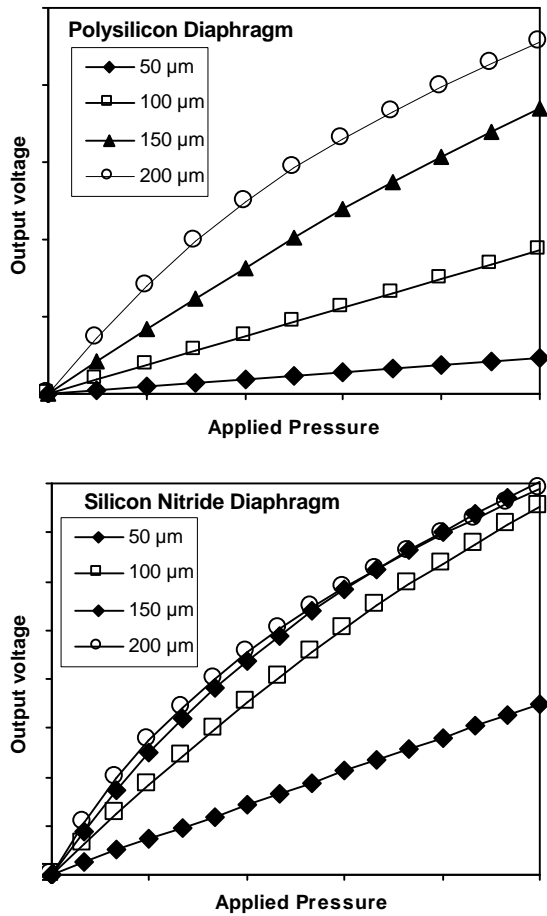 Polysilicon Diaphragm
50 µm
100 µm
150 µm
200 µm
Output voltage
Applied Pressure
Silicon Nitride Diaphragm
50 µm
100 µm
150 µm
200 µm
Output voltage
Applied Pressure